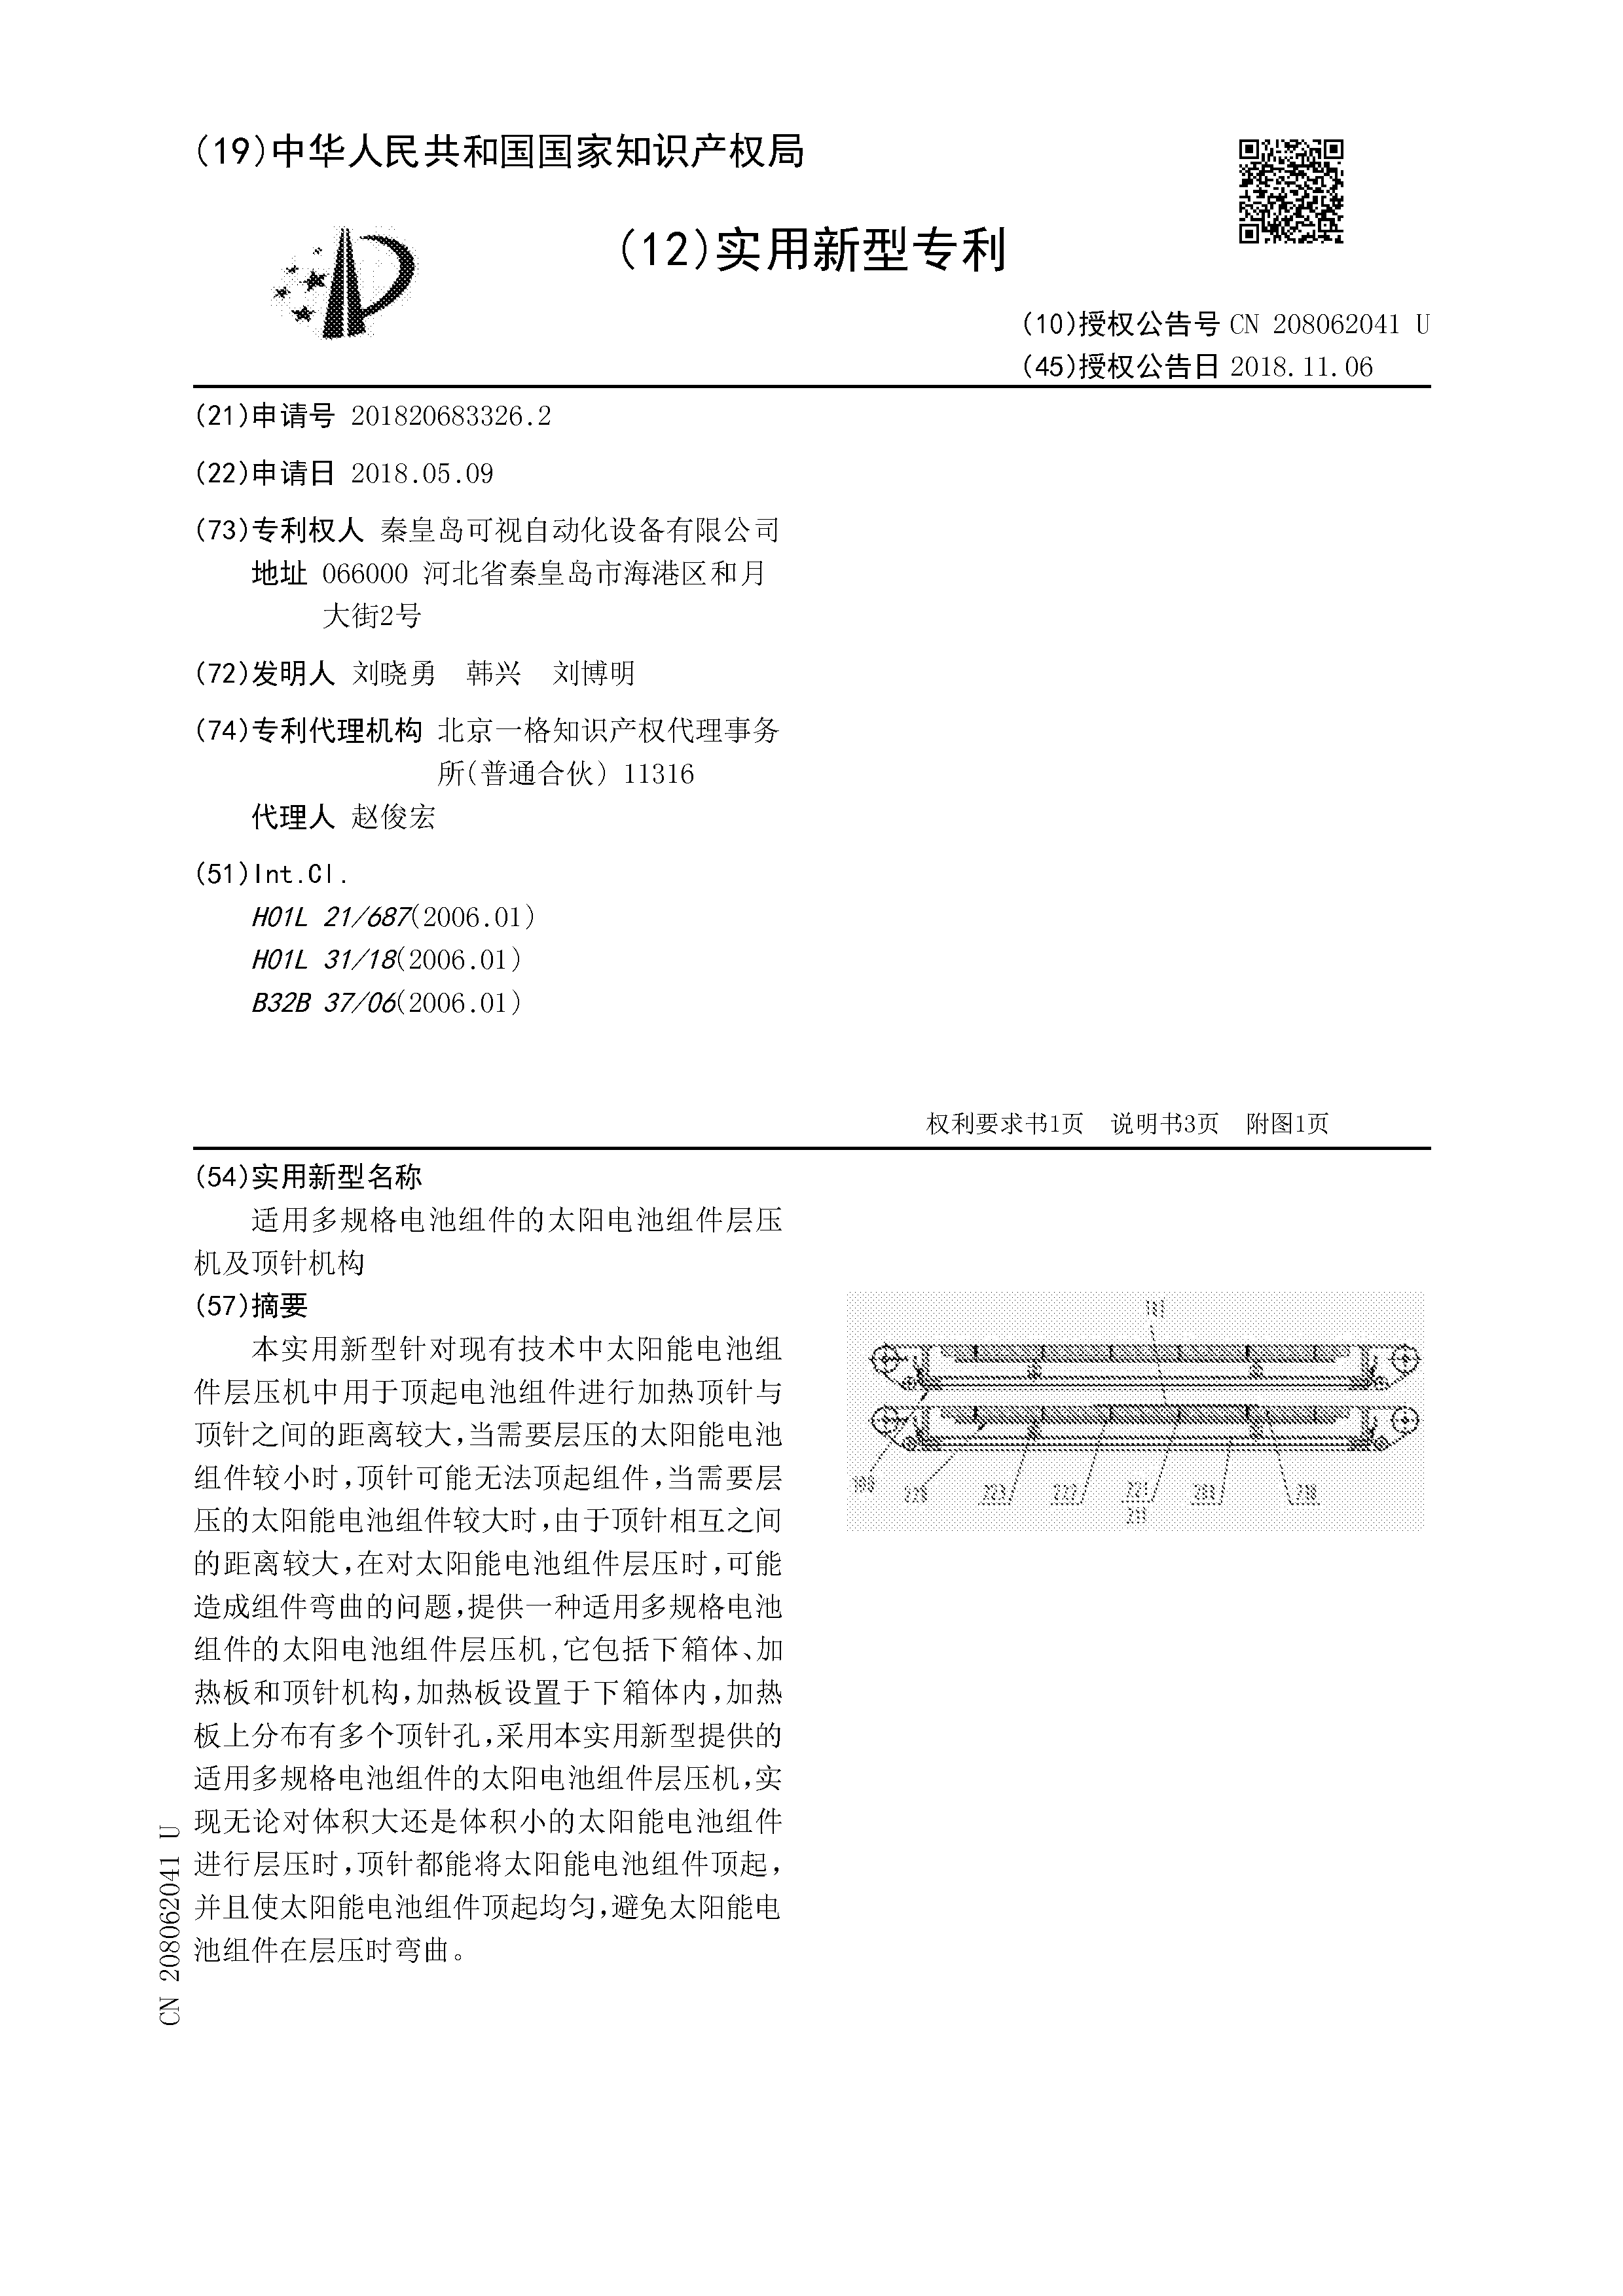 (19)中华人民共和国国家知识产权局
(12)实用新型专利
(10)授权公告号 CN 208062041 U
(45)授权公告日 2018.11.06
(21)申请号 201820683326.2
(22)申请日 2018.05.09
(73)专利权人 秦皇岛可视自动化设备有限公司
地址 066000 河北省秦皇岛市海港区和月
大街2号
(72)发明人 刘晓勇 韩兴 刘博明
(74)专利代理机构 北京一格知识产权代理事务
所(普通合伙) 11316
代理人 赵俊宏
(51)Int.Cl.
H01L 21/687(2006.01)
H01L 31/18(2006.01)
B32B 37/06(2006.01)
权利要求书1页 说明书3页 附图1页
(54)实用新型名称
适用多规格电池组件的太阳电池组件层压
机及顶针机构
(57)摘要
本实用新型针对现有技术中太阳能电池组
件层压机中用于顶起电池组件进行加热顶针与
顶针之间的距离较大,当需要层压的太阳能电池
组件较小时,顶针可能无法顶起组件,当需要层
压的太阳能电池组件较大时,由于顶针相互之间
的距离较大,在对太阳能电池组件层压时,可能
造成组件弯曲的问题,提供一种适用多规格电池
组件的太阳电池组件层压机,它包括下箱体、加
热板和顶针机构,加热板设置于下箱体内,加热
板上分布有多个顶针孔,采用本实用新型提供的
适用多规格电池组件的太阳电池组件层压机,实
现无论对体积大还是体积小的太阳能电池组件
进行层压时,顶针都能将太阳能电池组件顶起,
并且使太阳能电池组件顶起均匀,避免太阳能电
池组件在层压时弯曲。
223 222 221
CN 208062041 U